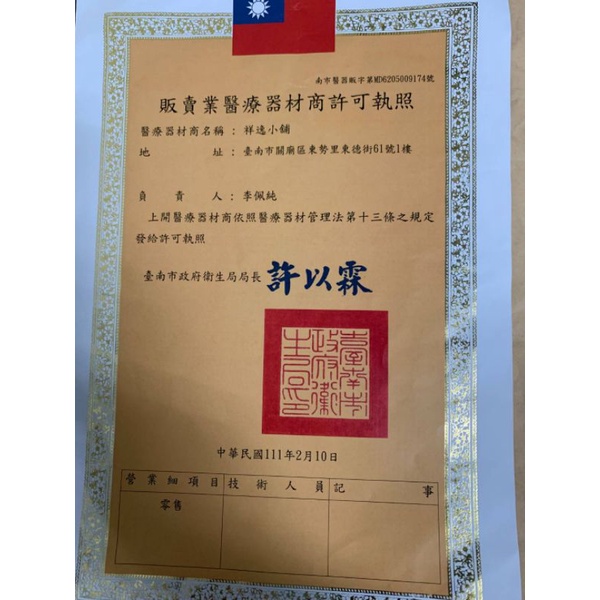 南市醫器販字第MD6205009174號
販賣業醫療器材商許可執照
醫療器材商名稱：祥逸小舖
地址：臺南市關廟區東勢里東德街61號1樓
負責人：李佩純
上開醫療器材商依照醫療器材管理法第十三條之規定
發給許可執照
臺南市政府衛生局局長 許以霖
臺南市
政府衛
生局印
中華民國111年2月10日
營業細項目 技術人員 記事
零售